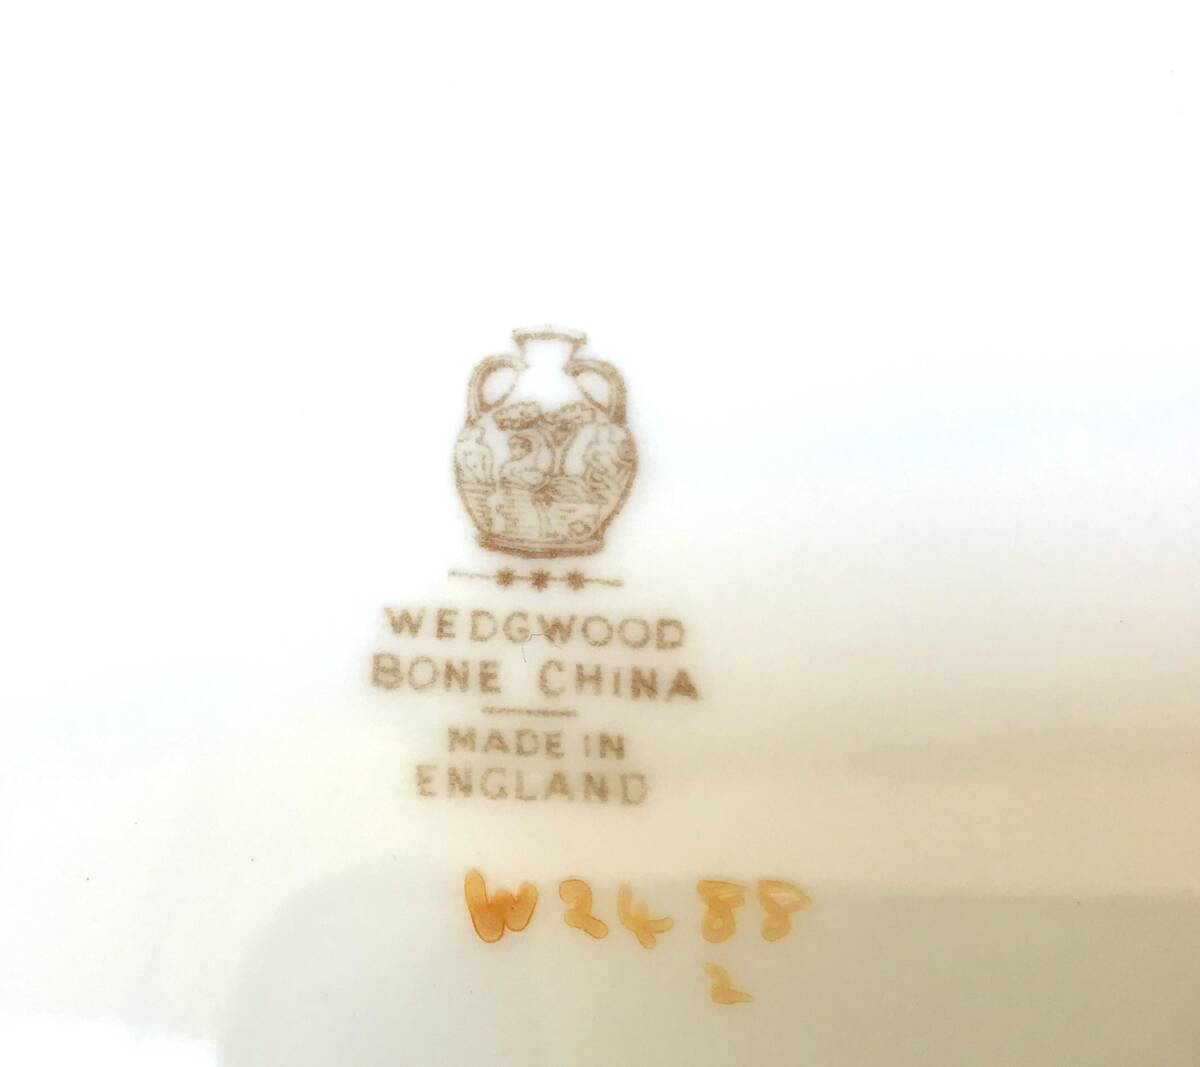 WEDGWOOD
BONE CHINA
MADE IN
ENGLAND
W2488
2